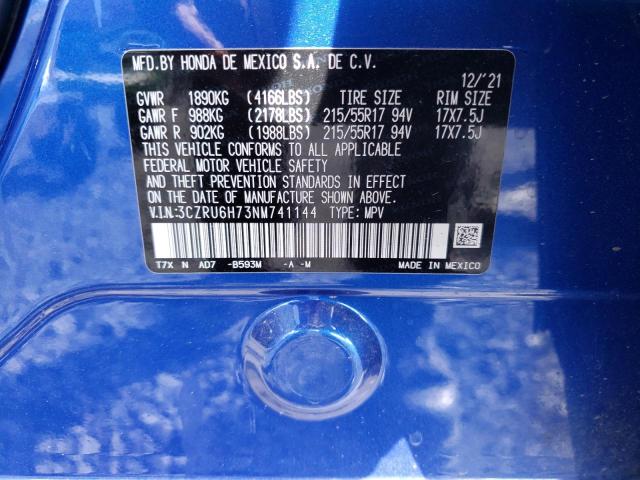 MFD.BY HONDA DE MEXICO S.A. DE C.V.
12/'21
GVWR 1890KG (4166LBS) TIRE SIZE RIM SIZE
GAWR F 988KG (2178LBS) 215/55R17 94V 17X7.5J
GAWR R 902KG (1988LBS) 215/55R17 94V 17X7.5J
THIS VEHICLE CONFORMS TO ALL APPLICABLE
FEDERAL MOTOR VEHICLE SAFETY
AND THEFT PREVENTION STANDARDS IN EFFECT
ON THE DATE OF MANUFACTURE SHOWN ABOVE.
V.I.N:3CZRU6H73NM741144 TYPE: MPV
T7X N AD7 -B593M -A -M MADE IN MEXICO